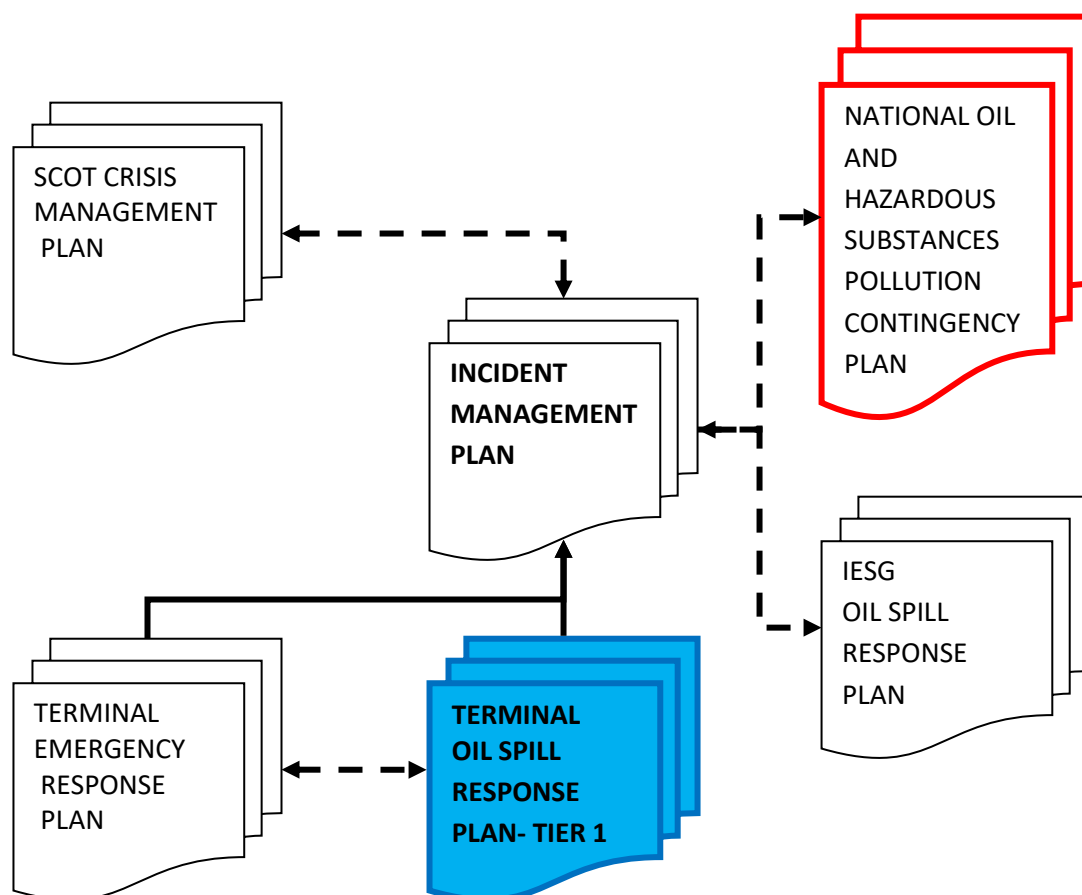 SCOT CRISIS
MANAGEMENT
PLAN
NATIONAL OIL
AND
HAZARDOUS
SUBSTANCES
POLLUTION
CONTINGENCY
PLAN
INCIDENT
MANAGEMENT
PLAN
IESG
OIL SPILL
RESPONSE
PLAN
TERMINAL
EMERGENCY
RESPONSE
PLAN
TERMINAL
OIL SPILL
RESPONSE
PLAN- TIER 1